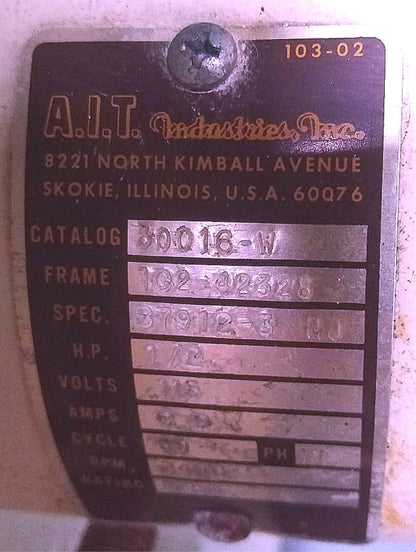 103-02
A.I.T. Industries, Inc.
8221 NORTH KIMBALL AVENUE
SKOKIE, ILLINOIS, U.S.A. 60076
CATALOG 30016-W
FRAME 102-42328
SPEC. 37912-3 HJ
H.P. 1/2
VOLTS 115
AMPS
CYCLE PH
RPM
RATING